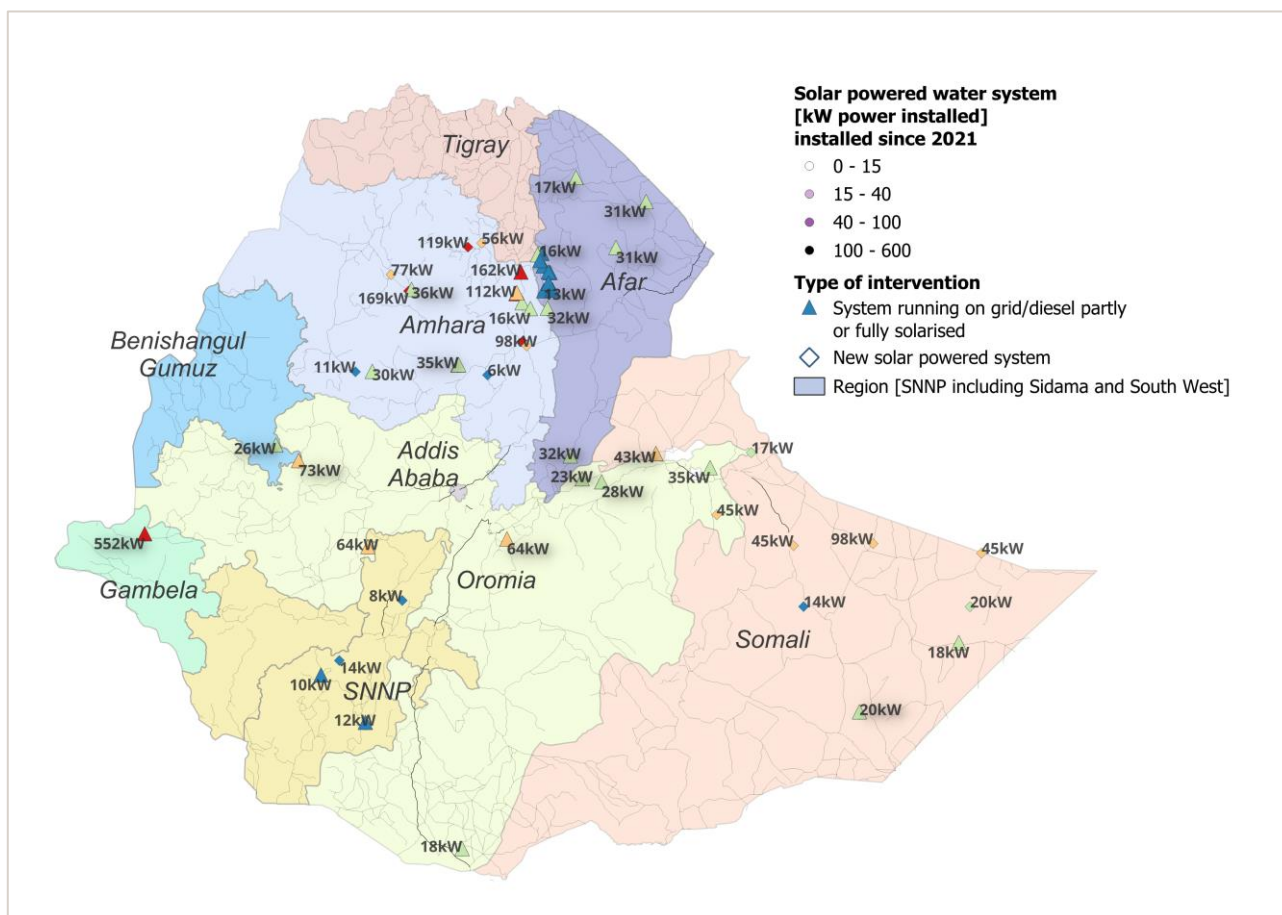 Solar powered water system
[kW power installed]
installed since 2021
0 - 15
15 - 40
40 - 100
100 - 600
Type of intervention
System running on grid/diesel partly
or fully solarised
New solar powered system
Region [SNNP including Sidama and South West]
Tigray
17kW
31kW
56kW
119kW
16kW
31kW
77kW
162kW
Afar
169kW
36kW
112kW
13kW
16kW
32kW
Amhara
Benishangul
Gumuz
98kW
11kW
30kW
35kW
6kW
26kW
73kW
Addis
Ababa
32kW
43kW
17kW
23kW
28kW
35kW
45kW
552kW
64kW
64kW
45kW
98kW
45kW
Gambela
Oromia
8kW
14kW
20kW
Somali
18kW
14kW
10kW
SNNP
12kW
20kW
18kW